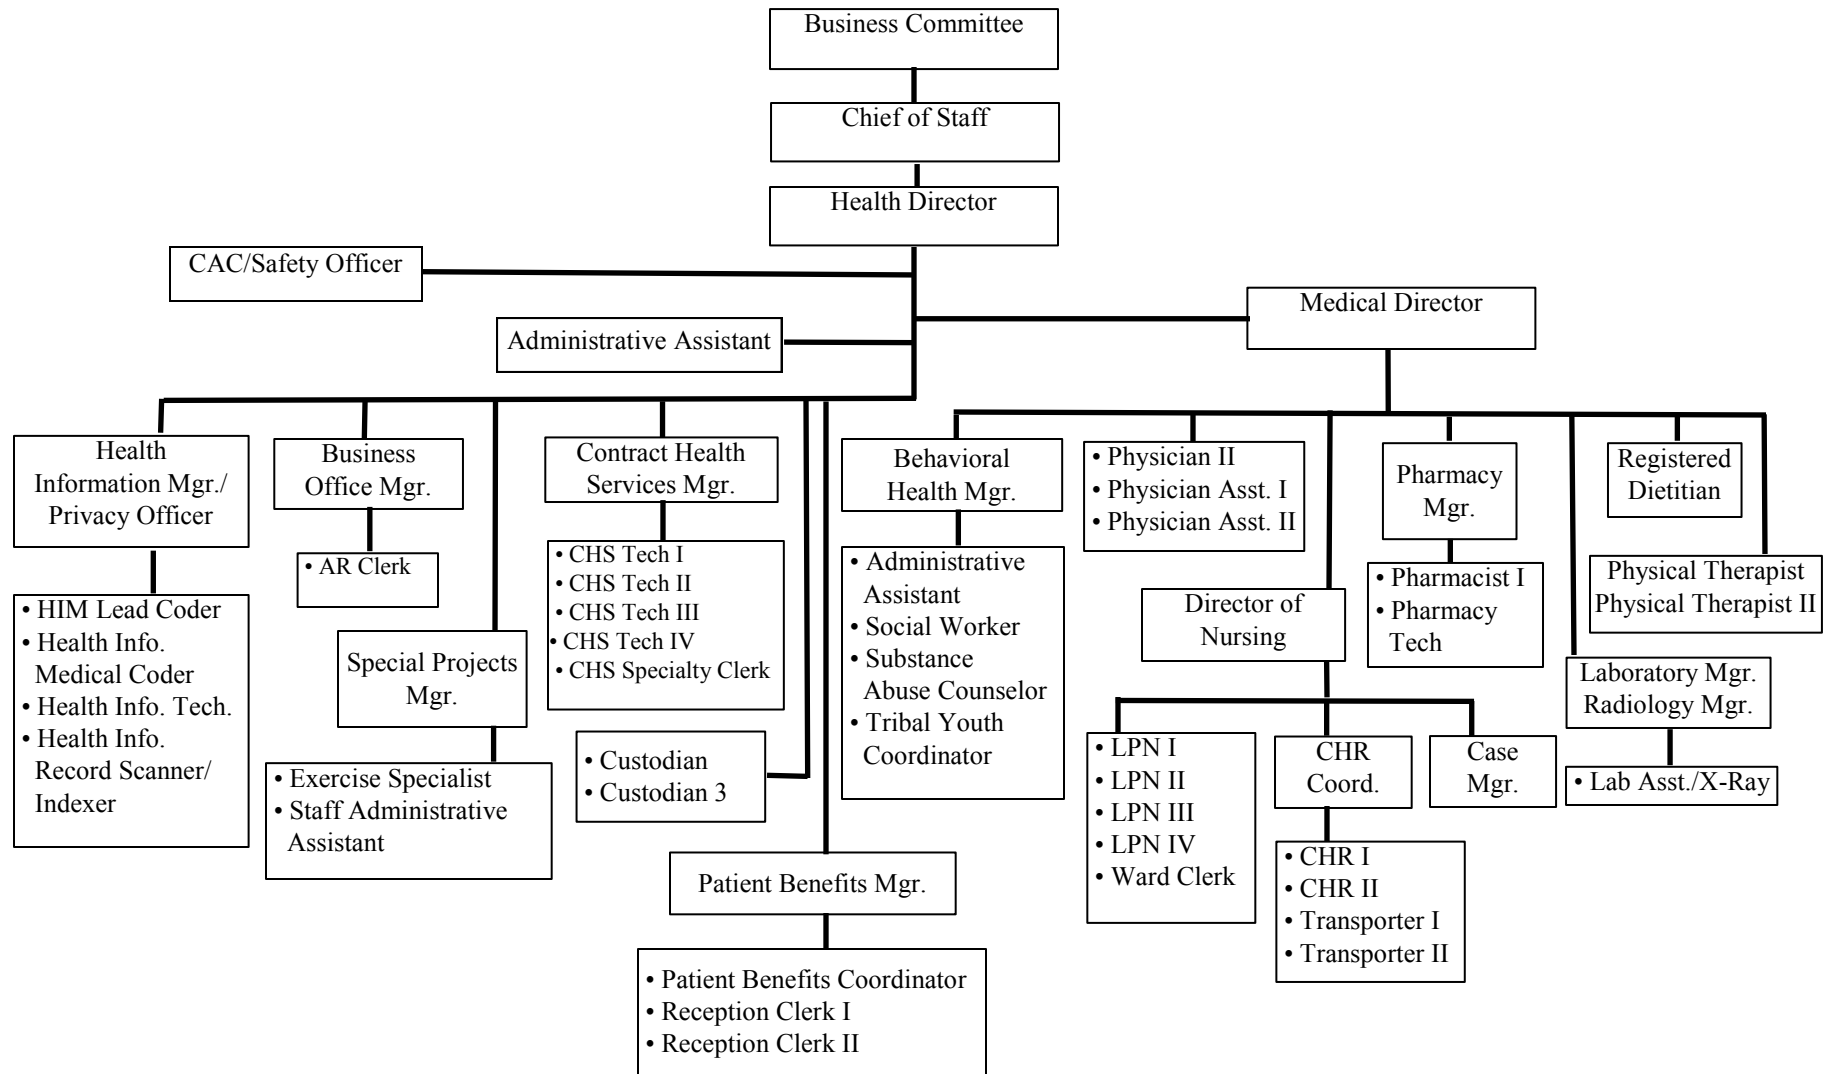 Business Committee
Chief of Staff
Health Director
CAC/Safety Officer
Medical Director
Administrative Assistant
Health
Information Mgr./
Privacy Officer
• HIM Lead Coder
• Health Info.
Medical Coder
• Health Info. Tech.
• Health Info.
Record Scanner/
Indexer
Business
Office Mgr.
• AR Clerk
Special Projects
Mgr.
• Exercise Specialist
• Staff Administrative
Assistant
Contract Health
Services Mgr.
• CHS Tech I
• CHS Tech II
• CHS Tech III
• CHS Tech IV
• CHS Specialty Clerk
• Custodian
• Custodian 3
Patient Benefits Mgr.
• Patient Benefits Coordinator
• Reception Clerk I
• Reception Clerk II
Behavioral
Health Mgr.
• Administrative
Assistant
• Social Worker
• Substance
Abuse Counselor
• Tribal Youth
Coordinator
• Physician II
• Physician Asst. I
• Physician Asst. II
Director of
Nursing
• LPN I
• LPN II
• LPN III
• LPN IV
• Ward Clerk
CHR
Coord.
• CHR I
• CHR II
• Transporter I
• Transporter II
Case
Mgr.
Pharmacy
Mgr.
• Pharmacist I
• Pharmacy
Tech
Laboratory Mgr.
Radiology Mgr.
• Lab Asst./X-Ray
Registered
Dietitian
Physical Therapist
Physical Therapist II